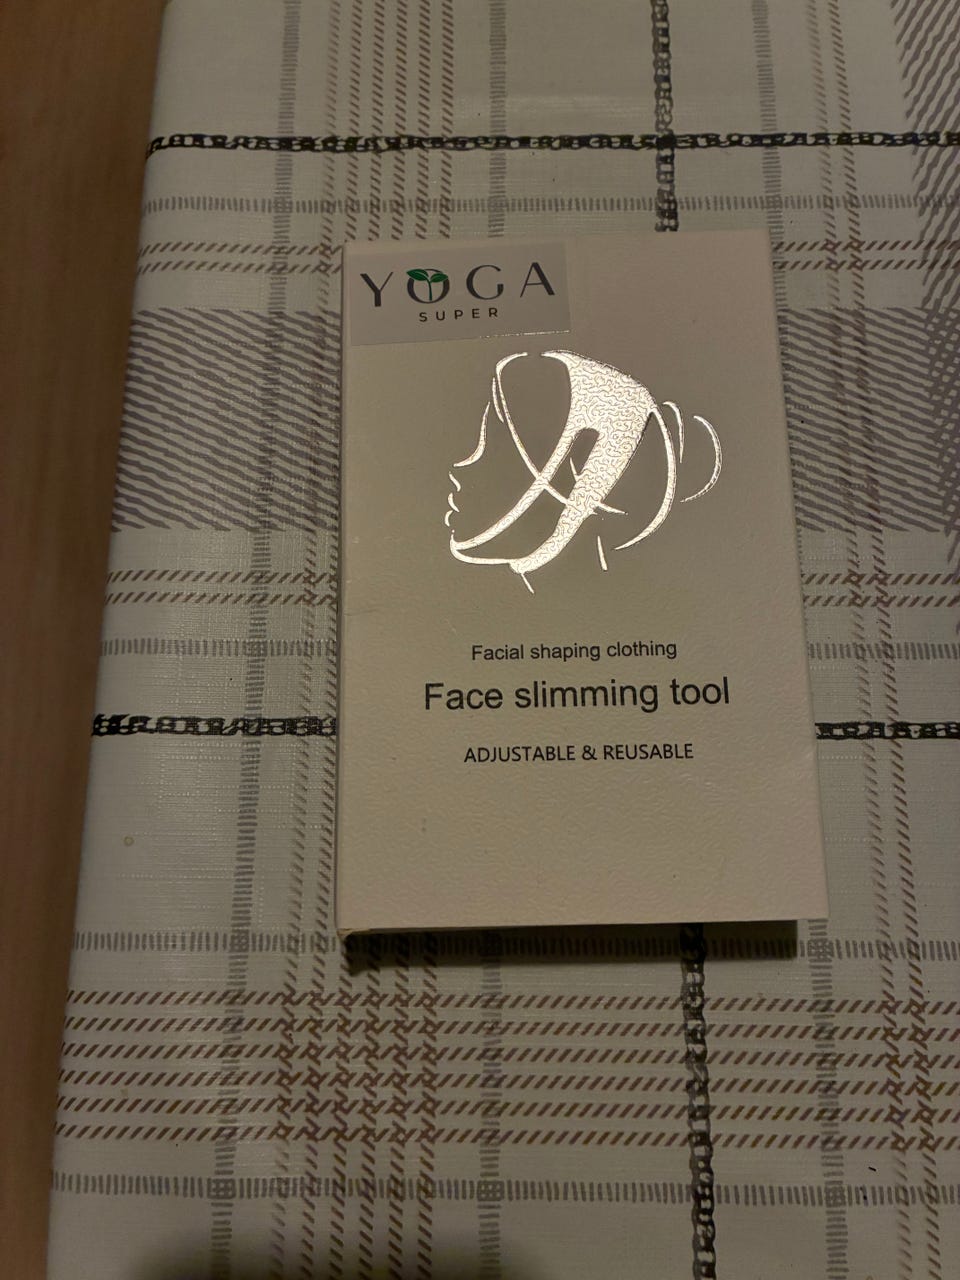 YOGA
SUPER
Facial shaping clothing
Face slimming tool
ADJUSTABLE & REUSABLE